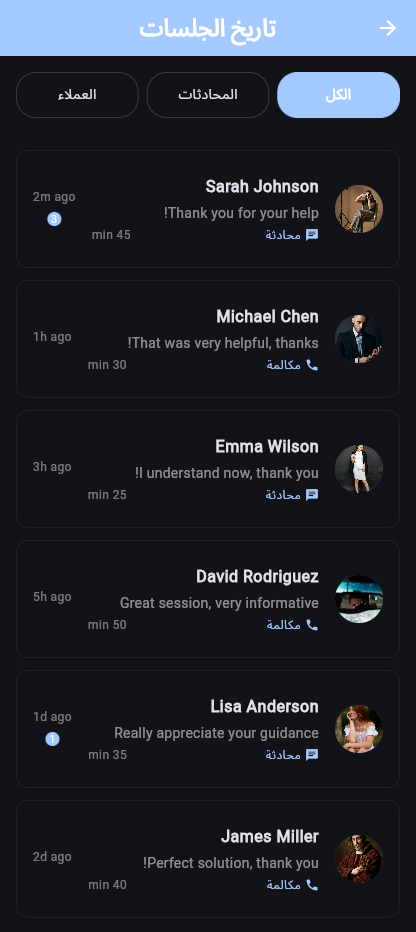 تاريخ الجلسات
الكل
المحادثات
العملاء
Sarah Johnson
2m ago
!Thank you for your help
3
محادثة
min 45
Michael Chen
1h ago
!That was very helpful, thanks
مكالمة
min 30
Emma Wilson
3h ago
!I understand now, thank you
محادثة
min 25
David Rodriguez
5h ago
Great session, very informative
مكالمة
min 50
Lisa Anderson
1d ago
Really appreciate your guidance
1
محادثة
min 35
James Miller
2d ago
!Perfect solution, thank you
مكالمة
min 40